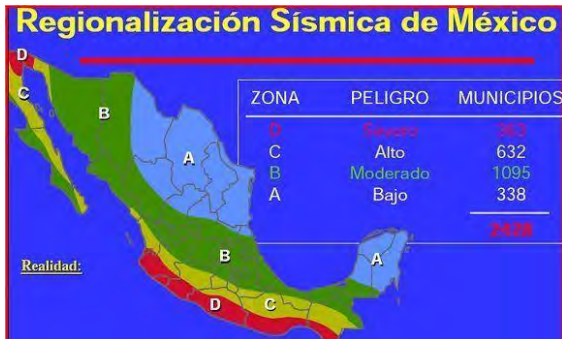 Regionalización Sísmica de México
ZONA PELIGRO MUNICIPIOS
D Severo 363
C Alto 632
B Moderado 1095
A Bajo 338
2428
D
C
B
A
B
A
Realidad:
D
C